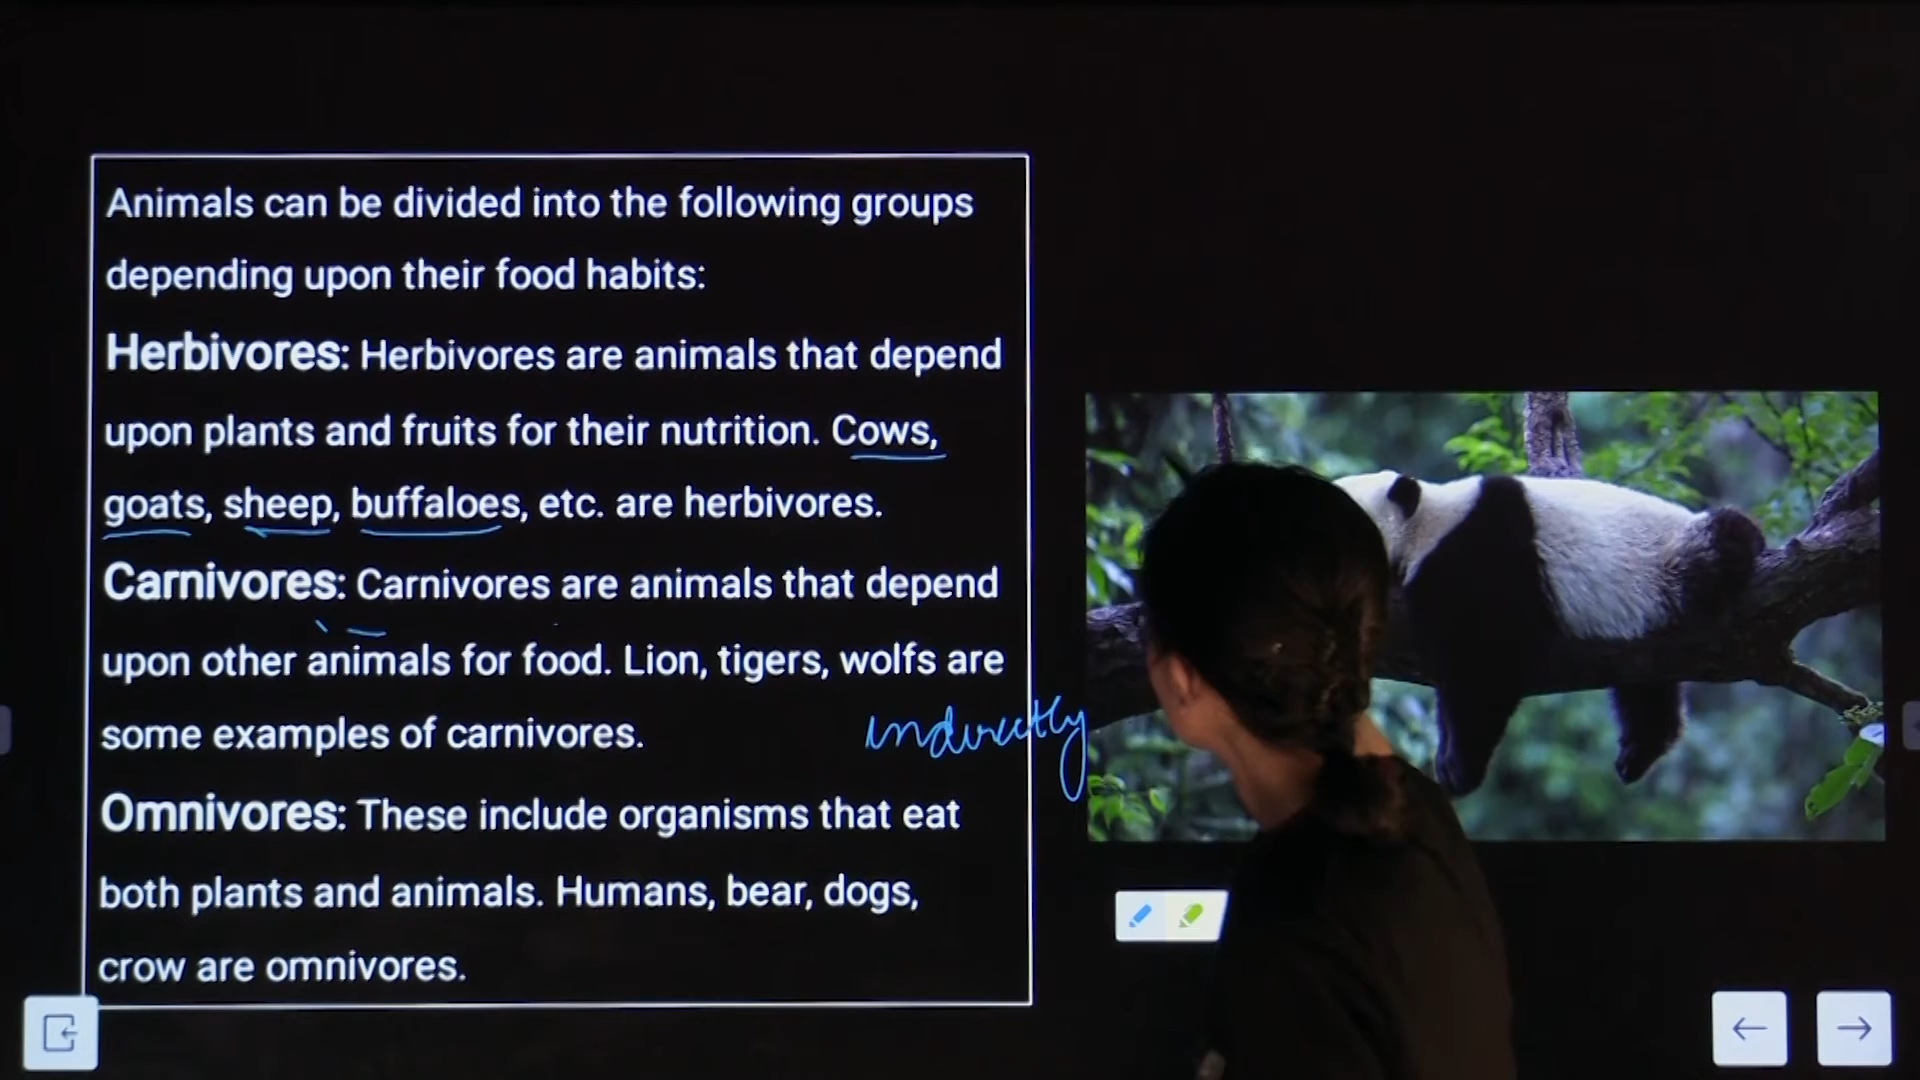 Animals can be divided into the following groups
depending upon their food habits:
Herbivores: Herbivores are animals that depend
upon plants and fruits for their nutrition. Cows,
goats, sheep, buffaloes, etc. are herbivores.
Carnivores: Carnivores are animals that depend
upon other animals for food. Lion, tigers, wolfs are
some examples of carnivores.
indirectly
Omnivores: These include organisms that eat
both plants and animals. Humans, bear, dogs,
crow are omnivores.